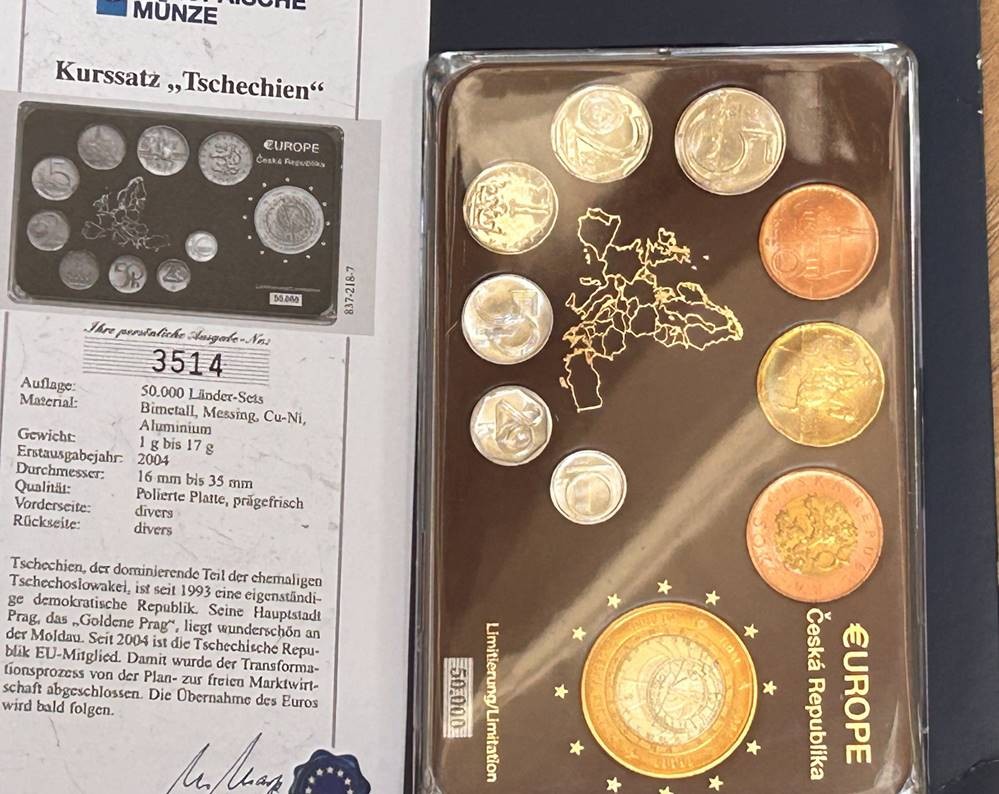 MÜNZE
Kurssatz „Tschechien“
€UROPE
Česká Republika
50.000
837-218-7
Ihre persönliche Ausgabe-Nr.:
3514
Auflage: 50.000 Länder-Sets
Material: Bimetall, Messing, Cu-Ni,
Aluminium
Gewicht: 1 g bis 17 g
Erstausgabejahr: 2004
Durchmesser: 16 mm bis 35 mm
Qualität: Polierte Platte, prägefrisch
Vorderseite: divers
Rückseite: divers
Tschechien, der dominierende Teil der ehemaligen
Tschechoslowakei, ist seit 1993 eine eigenständi-
ge demokratische Republik. Seine Hauptstadt
Prag, das „Goldene Prag“, liegt wunderschön an
der Moldau. Seit 2004 ist die Tschechische Repu-
blik EU-Mitglied. Damit wurde der Transforma-
tionsprozess von der Plan- zur freien Marktwirt-
schaft abgeschlossen. Die Übernahme des Euros
wird bald folgen.
€UROPE
Česká Republika
Limitierung/Limitation
50.000